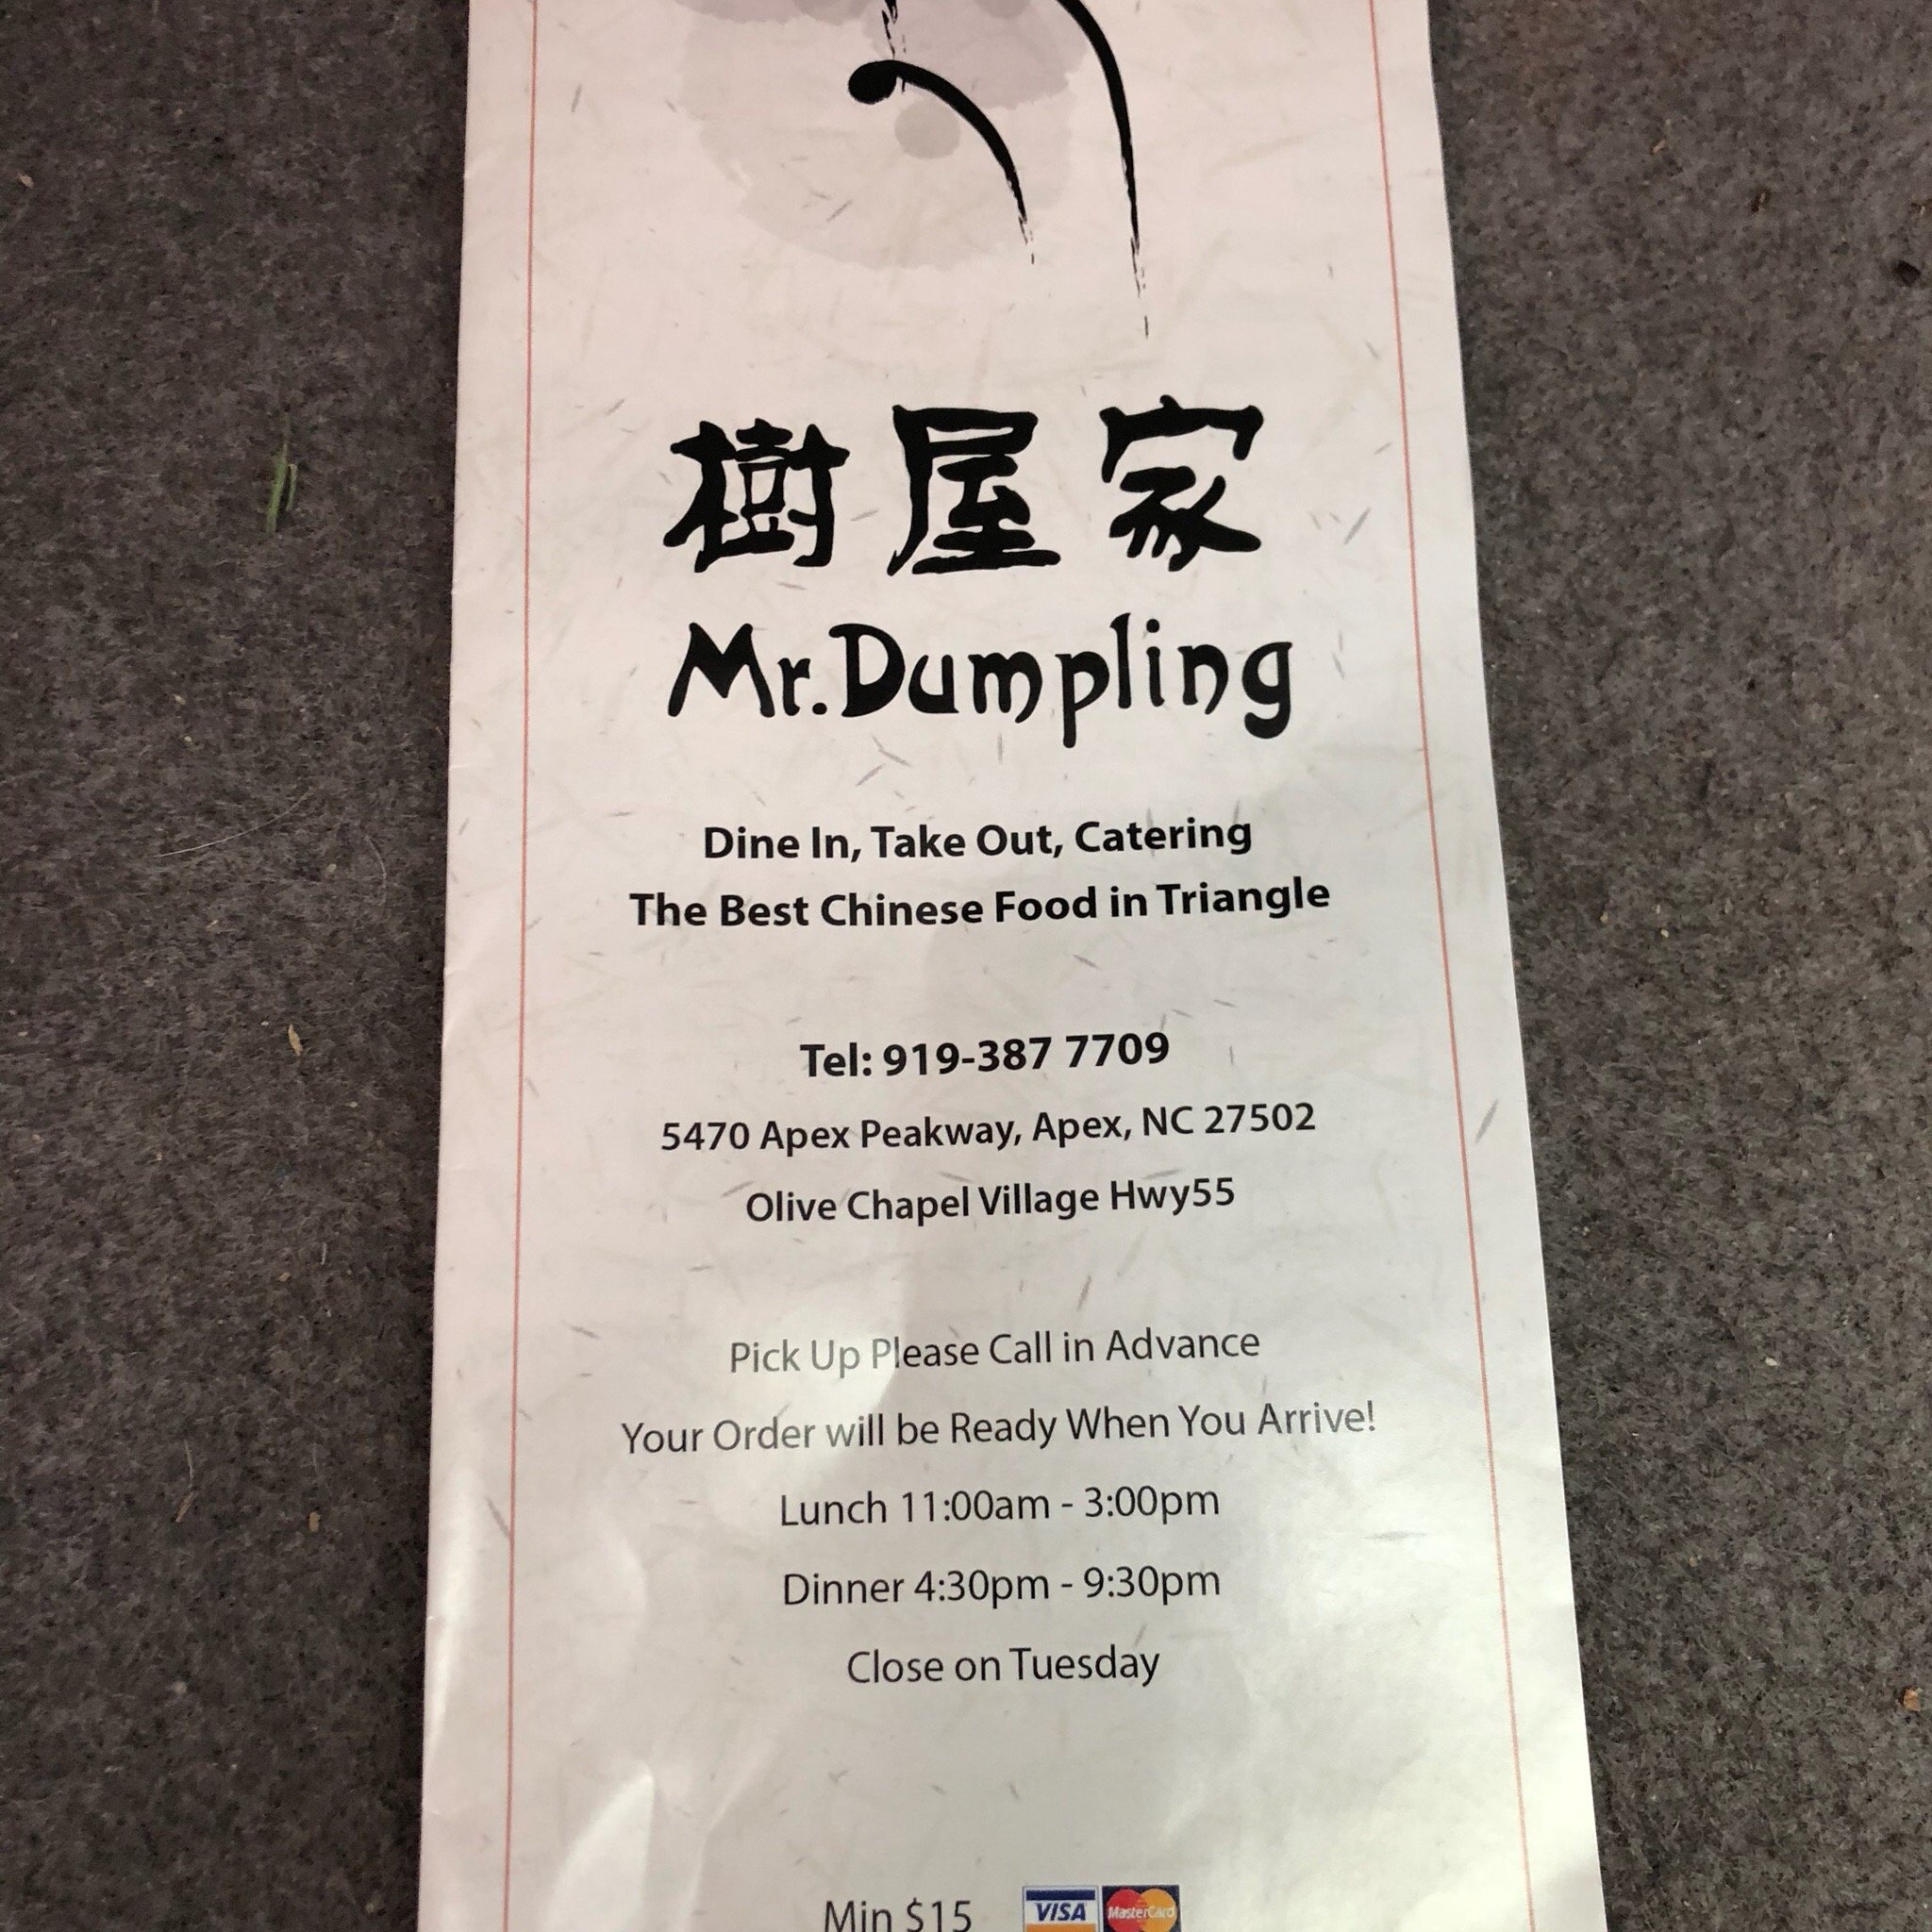 樹屋家
Mr.Dumpling
Dine In, Take Out, Catering
The Best Chinese Food in Triangle
Tel: 919-387 7709
5470 Apex Peakway, Apex, NC 27502
Olive Chapel Village Hwy55
Pick Up Please Call in Advance
Your Order will be Ready When You Arrive!
Lunch 11:00am - 3:00pm
Dinner 4:30pm - 9:30pm
Close on Tuesday
Min $15 VISA MasterCard